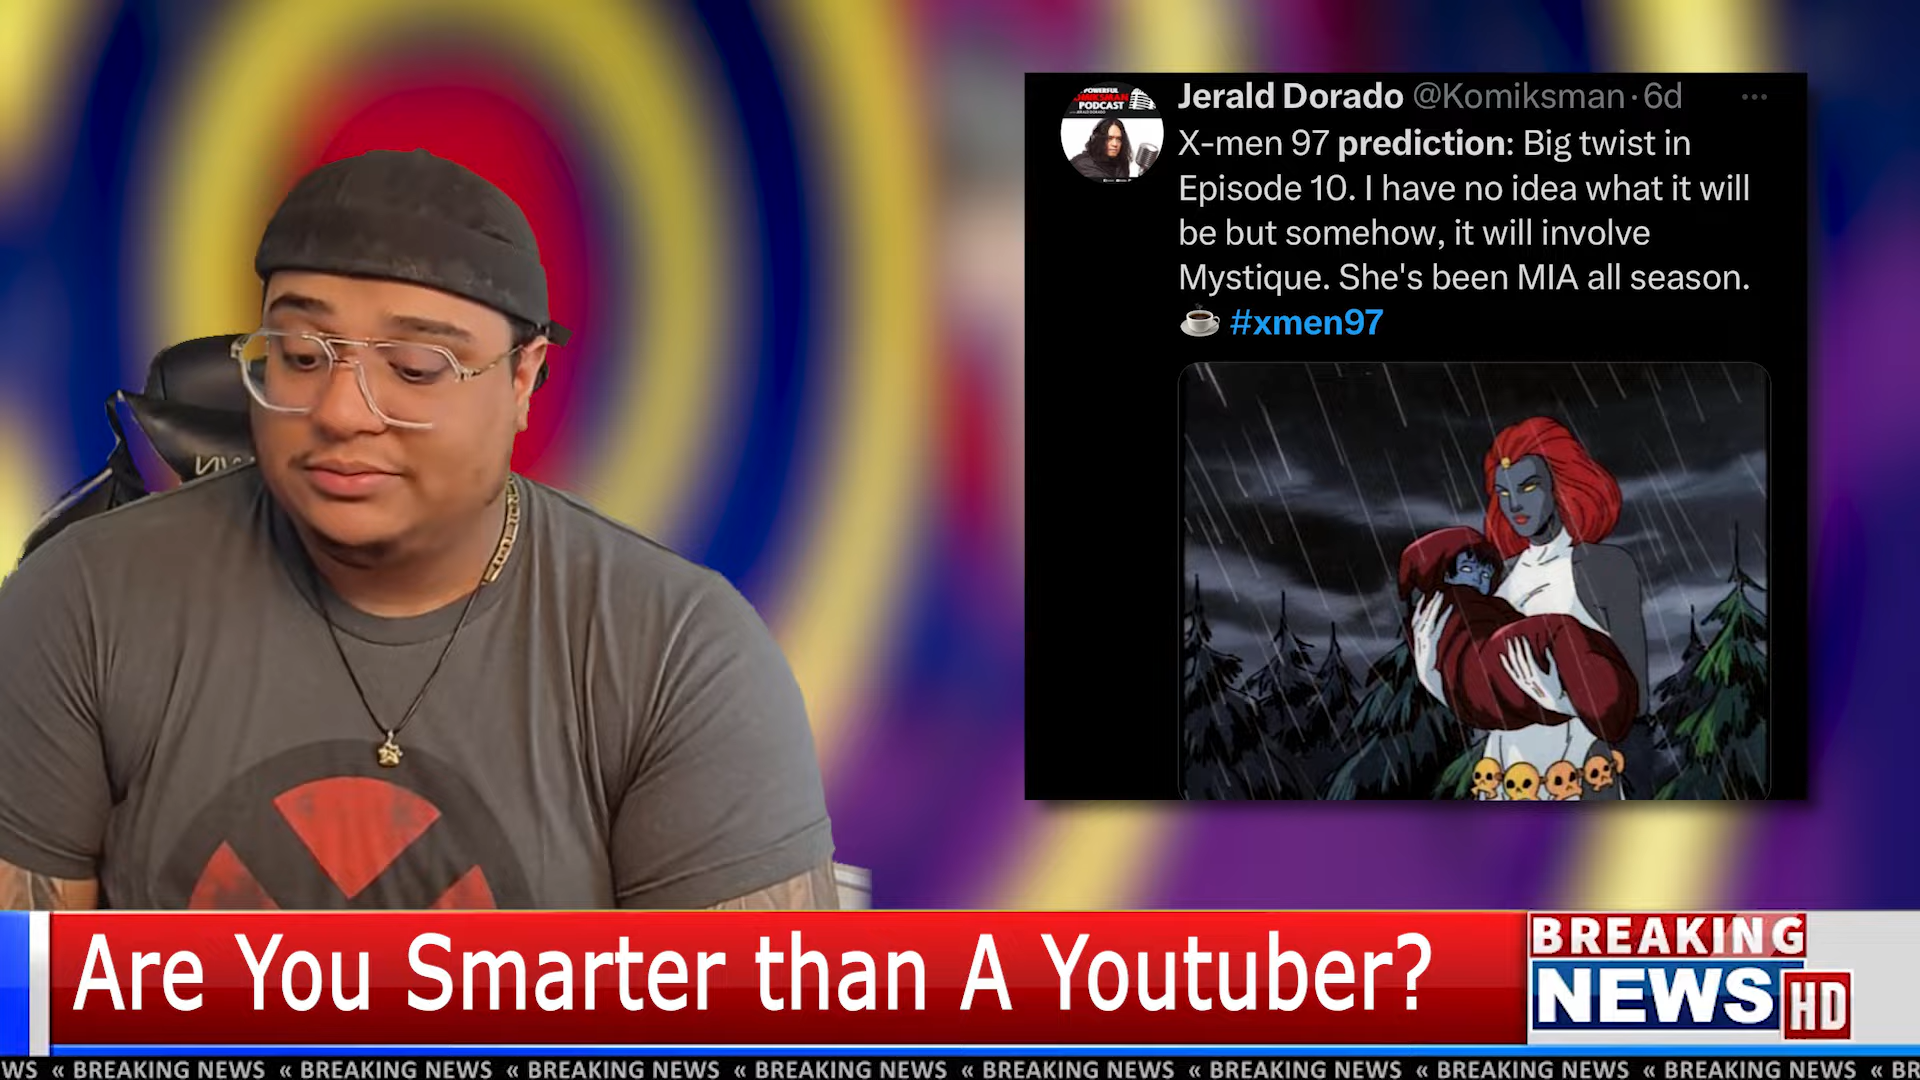 POWERFUL
KOMIKSMAN
PODCAST
Jerald Dorado @Komiksman · 6d
X-men 97 prediction: Big twist in
Episode 10. I have no idea what it will
be but somehow, it will involve
Mystique. She's been MIA all season.
#xmen97
Are You Smarter than A Youtuber?
BREAKING
NEWS HD
WS « BREAKING NEWS « BREAKING NEWS « BREAKING NEWS « BREAKING NEWS « BREAKING NEWS « BREAKING NEWS « BREAKING NEWS « BREAKING NEWS « BR